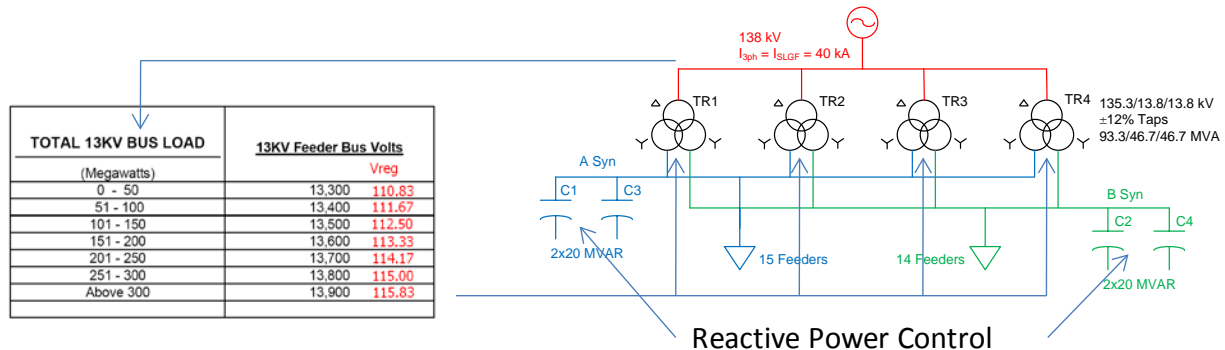 138 kV
I3ph = ISLGF = 40 kA
Δ TR1
Δ TR2
Δ TR3
Δ TR4
135.3/13.8/13.8 kV
±12% Taps
93.3/46.7/46.7 MVA
Y Y Y Y Y Y Y Y
TOTAL 13KV BUS LOAD
(Megawatts)
13KV Feeder Bus Volts
Vreg
0 - 50 13,300 110.83
51 - 100 13,400 111.67
101 - 150 13,500 112.50
151 - 200 13,600 113.33
201 - 250 13,700 114.17
251 - 300 13,800 115.00
Above 300 13,900 115.83
A Syn
C1 C3
2x20 MVAR
15 Feeders
14 Feeders
B Syn
C2 C4
2x20 MVAR
Reactive Power Control